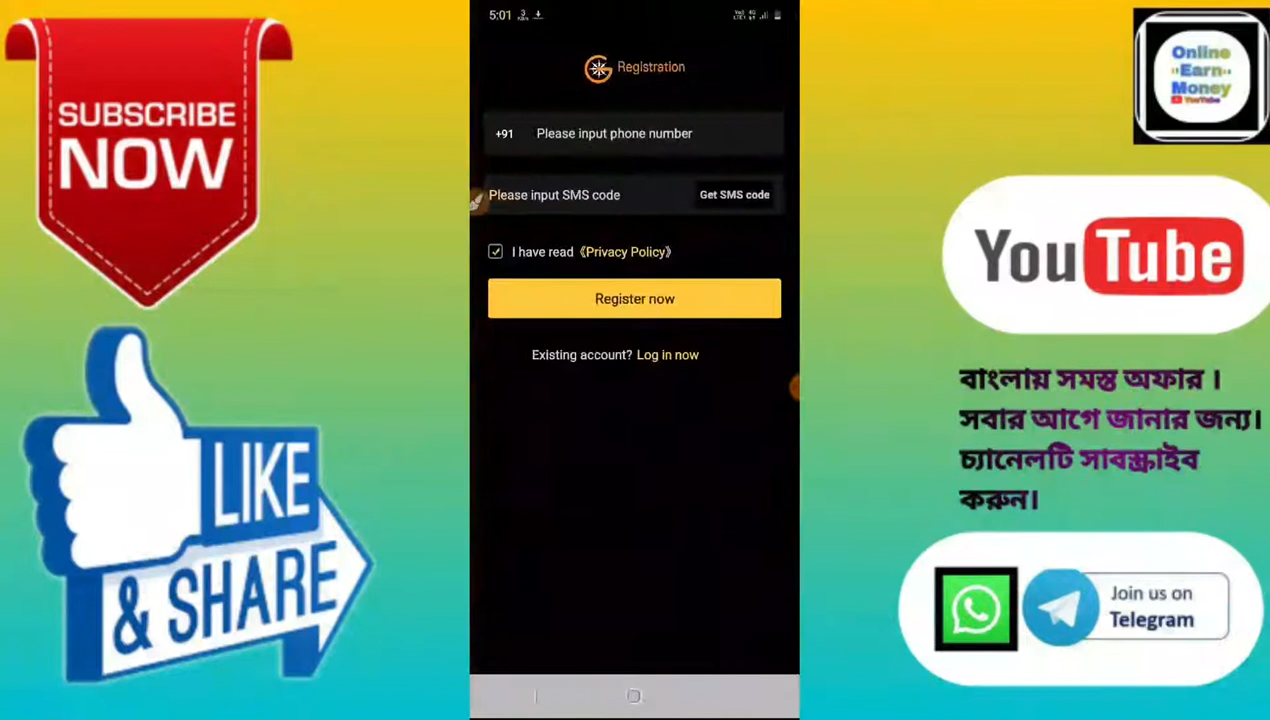 SUBSCRIBE
NOW
LIKE
& SHARE
5:01
Registration
+91 Please input phone number
Please input SMS code Get SMS code
I have read 《Privacy Policy》
Register now
Existing account? Log in now
Online
Earn
Money
YouTube
YouTube
বাংলায় সমস্ত অফার ।
সবার আগে জানার জন্য।
চ্যানেলটি সাবস্ক্রাইব
করুন।
Join us on
Telegram